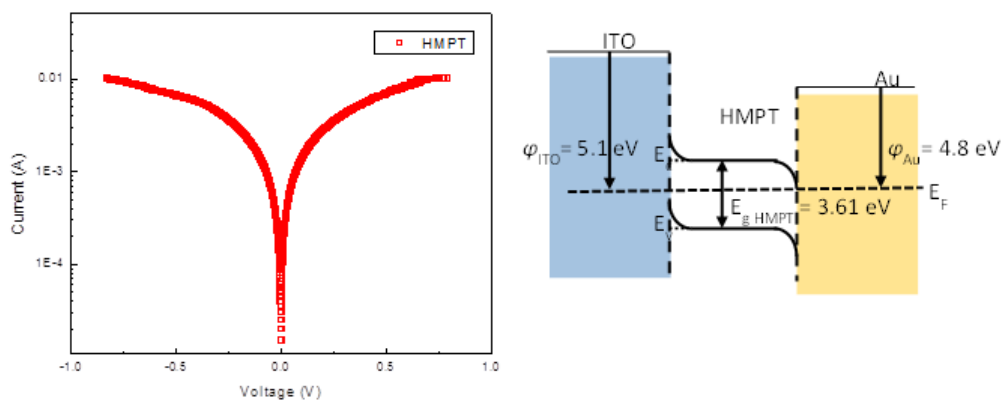 HMPT
0.01
1E-3
1E-4
Current (A)
-1.0
-0.5
0.0
0.5
1.0
Voltage (V)
ITO
Au
HMPT
φITO = 5.1 eV
φAu = 4.8 eV
E
EF
Eg HMPT = 3.61 eV
Ev